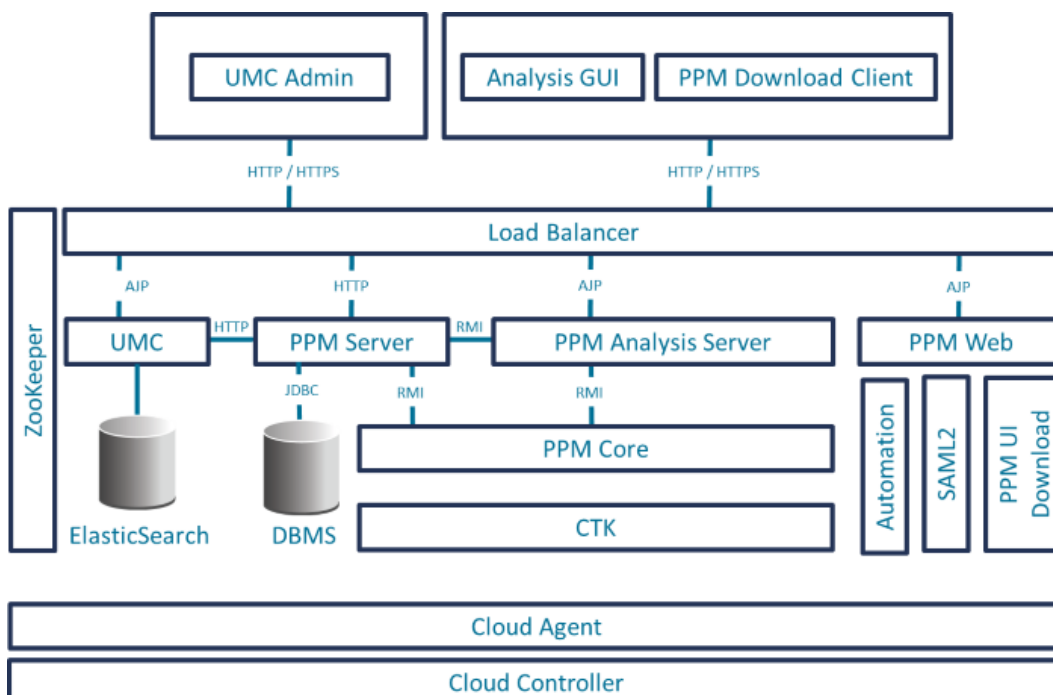 UMC Admin
Analysis GUI
PPM Download Client
HTTP / HTTPS
HTTP / HTTPS
ZooKeeper
Load Balancer
AJP
HTTP
AJP
AJP
UMC
HTTP
PPM Server
RMI
PPM Analysis Server
PPM Web
JDBC
RMI
RMI
PPM Core
Automation
SAML2
PPM UI
Download
ElasticSearch
DBMS
CTK
Cloud Agent
Cloud Controller